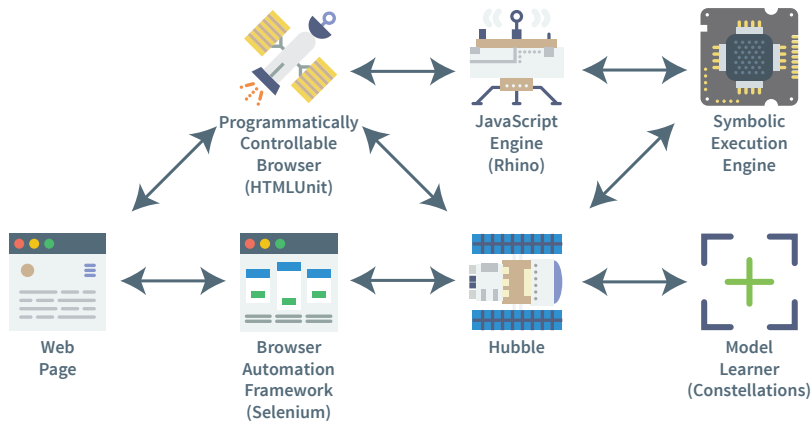 Programmatically
Controllable
Browser
(HTMLUnit)
JavaScript
Engine
(Rhino)
Symbolic
Execution
Engine
Web
Page
Browser
Automation
Framework
(Selenium)
Hubble
Model
Learner
(Constellations)